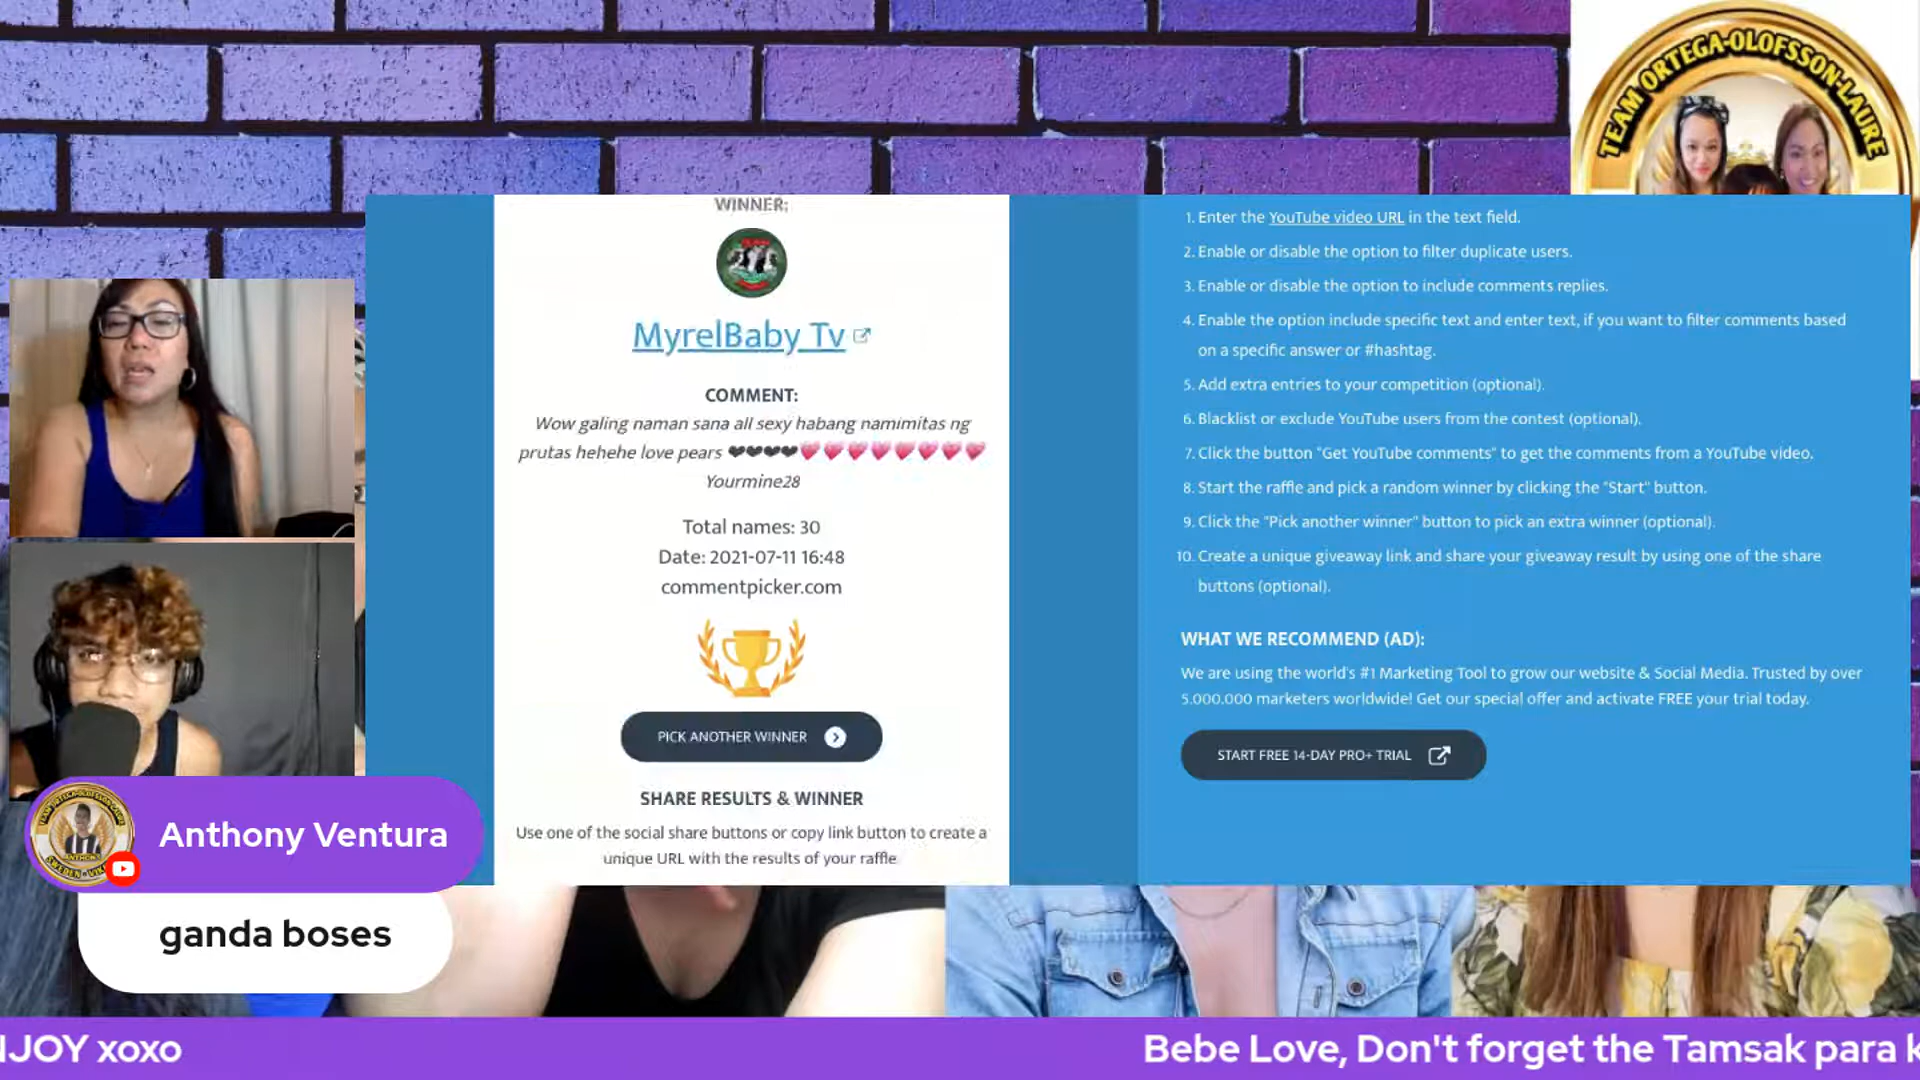 TEAM ORTEGA-OLOFSSON-LAURE
WINNER:
MyrelBaby Tv
COMMENT:
Wow galing naman sana all sexy habang namimitas ng
prutas hehehe love pears ❤❤❤❤💓💓💓💓💓💓💓💓
Yourmine28
Total names: 30
Date: 2021-07-11 16:48
commentpicker.com
PICK ANOTHER WINNER
SHARE RESULTS & WINNER
Use one of the social share buttons or copy link button to create a
unique URL with the results of your raffle
1. Enter the YouTube video URL in the text field.
2. Enable or disable the option to filter duplicate users.
3. Enable or disable the option to include comments replies.
4. Enable the option include specific text and enter text, if you want to filter comments based
on a specific answer or #hashtag.
5. Add extra entries to your competition (optional).
6. Blacklist or exclude YouTube users from the contest (optional).
7. Click the button "Get YouTube comments" to get the comments from a YouTube video.
8. Start the raffle and pick a random winner by clicking the "Start" button.
9. Click the "Pick another winner" button to pick an extra winner (optional).
10. Create a unique giveaway link and share your giveaway result by using one of the share
buttons (optional).
WHAT WE RECOMMEND (AD):
We are using the world's #1 Marketing Tool to grow our website & Social Media. Trusted by over
5.000.000 marketers worldwide! Get our special offer and activate FREE your trial today.
START FREE 14-DAY PRO+ TRIAL
Anthony Ventura
ganda boses
NJOY xoxo
Bebe Love, Don't forget the Tamsak para k